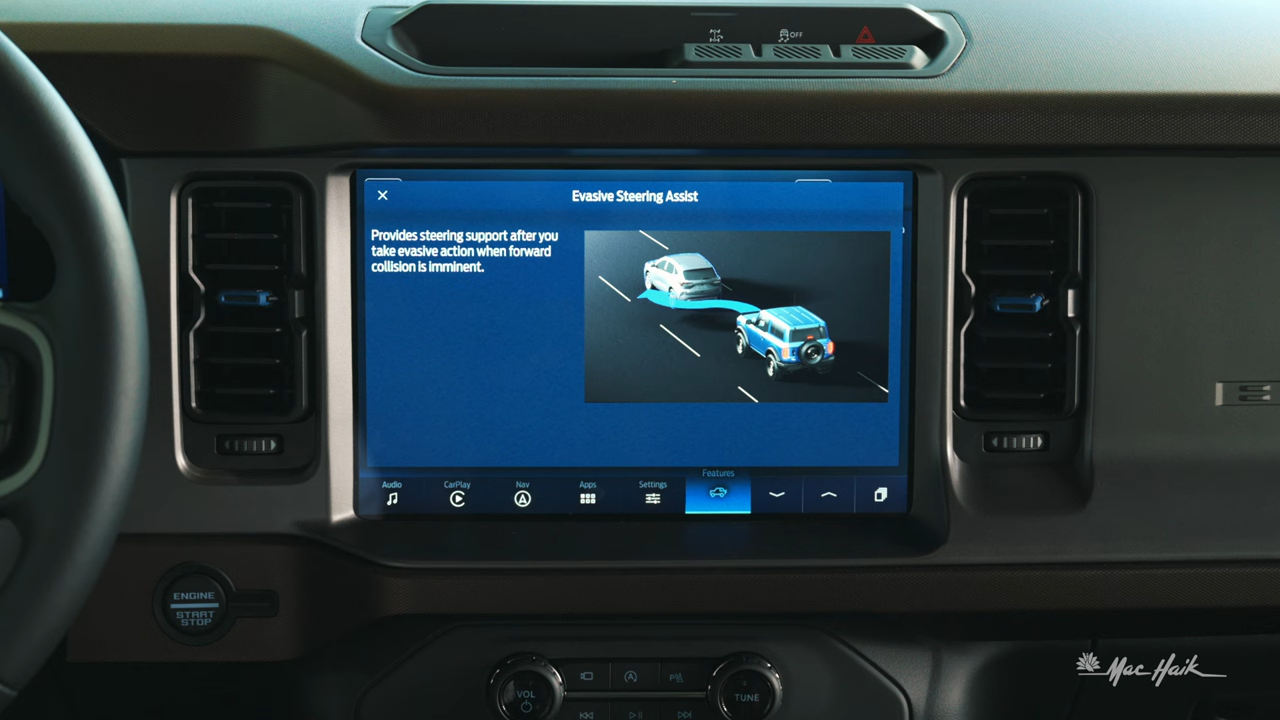 OFF
Evasive Steering Assist
Provides steering support after you
take evasive action when forward
collision is imminent.
Audio
CarPlay
Nav
Apps
Settings
Features
ENGINE
START
STOP
VOL
TUNE
Mac Haik